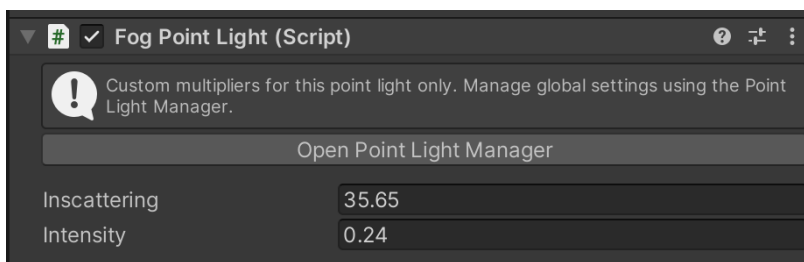 Fog Point Light (Script)
Custom multipliers for this point light only. Manage global settings using the Point
Light Manager.
Open Point Light Manager
Inscattering 35.65
Intensity 0.24